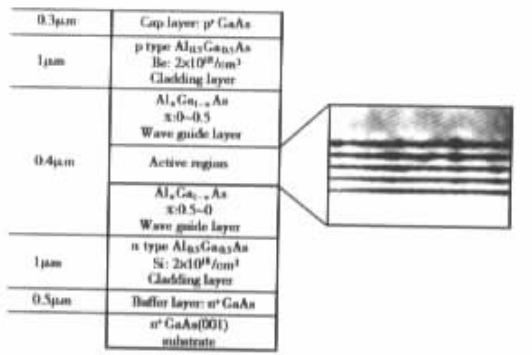 0.3μm
Cap layer: p⁺ GaAs
1μm
p type Al0.5Ga0.5As
Be: 2x10¹⁸/cm³
Cladding layer
AlxGa1-xAs
x:0~0.5
Wave guide layer
0.4μm
Active region
AlxGa1-xAs
x:0.5~0
Wave guide layer
1μm
n type Al0.5Ga0.5As
Si: 2x10¹⁸/cm³
Cladding layer
0.5μm
Buffer layer: n⁺ GaAs
n⁺ GaAs(001)
substrate